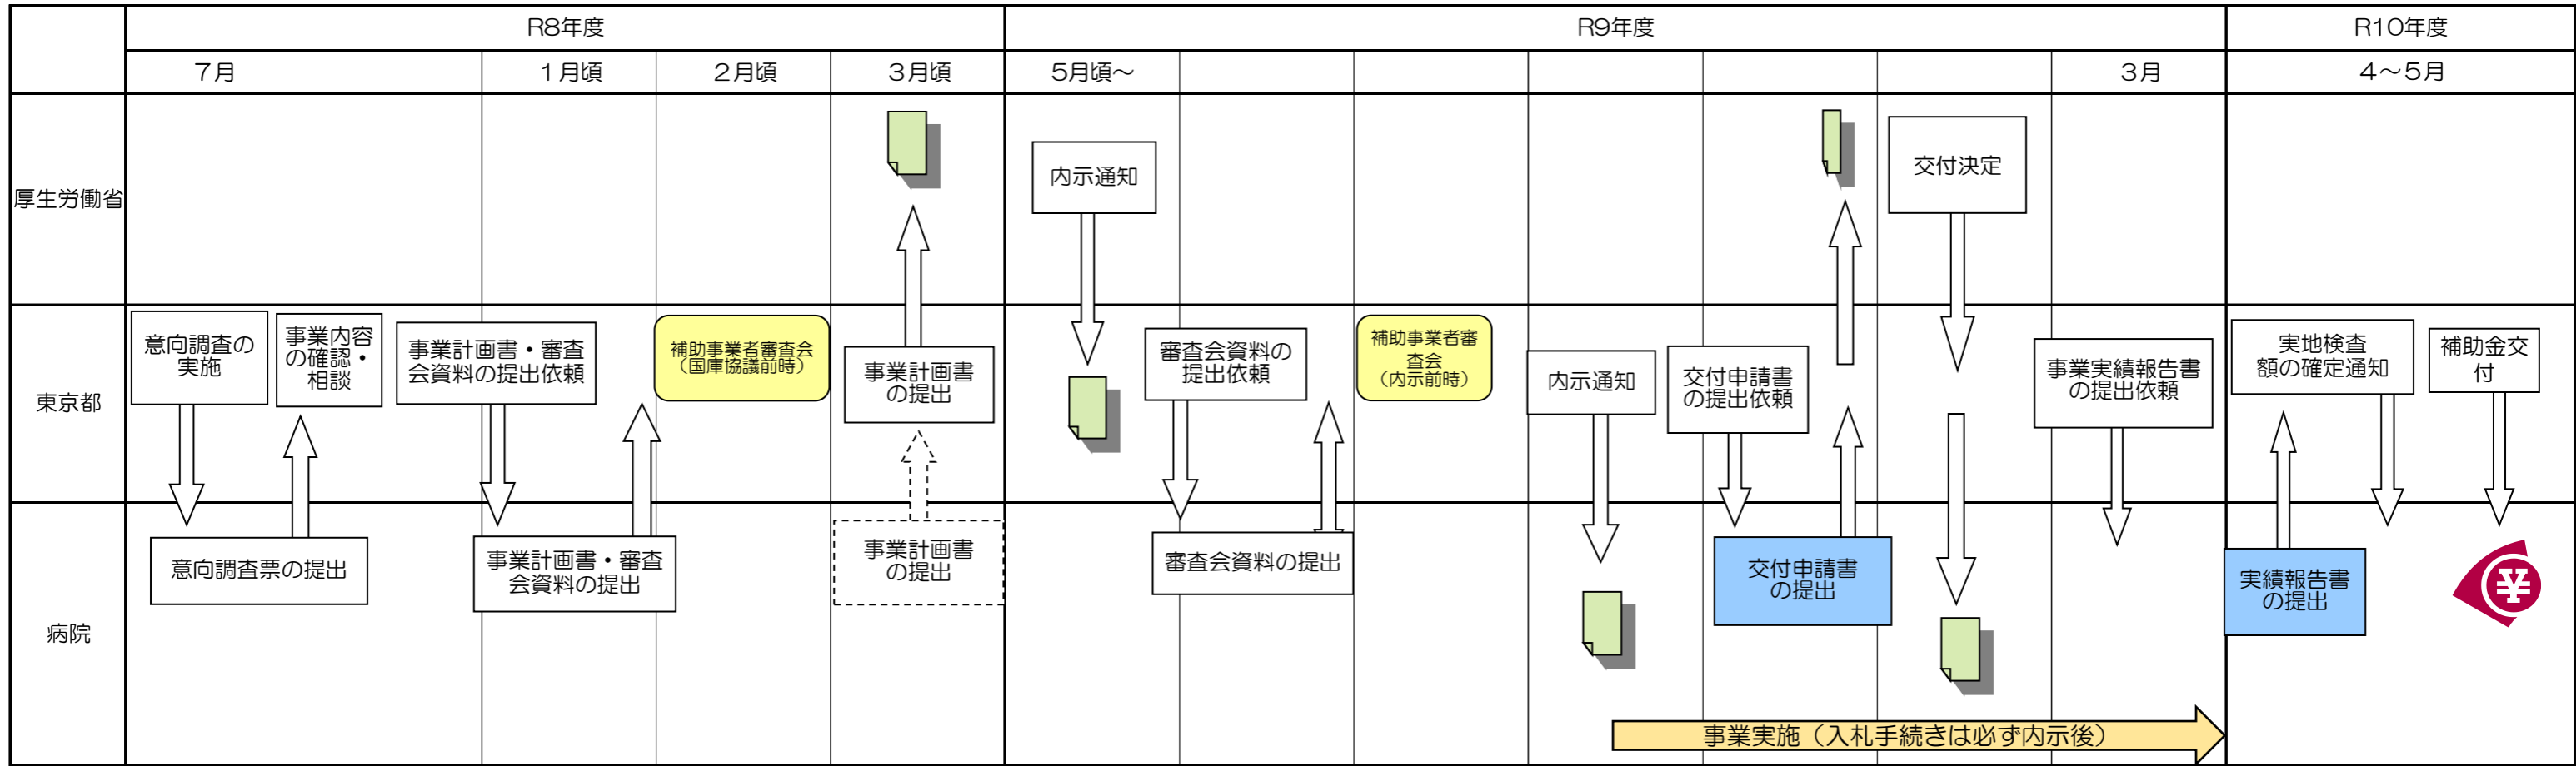 R8年度
R9年度
R10年度
7月
1月頃
2月頃
3月頃
5月頃～
3月
4～5月
厚生労働省
内示通知
交付決定
東京都
意向調査の
実施
事業内容
の確認・
相談
事業計画書・審査
会資料の提出依頼
補助事業者審査会
（国庫協議前時）
事業計画書
の提出
審査会資料の
提出依頼
補助事業者審
査会
（内示前時）
内示通知
交付申請書
の提出依頼
事業実績報告書
の提出依頼
実地検査
額の確定通知
補助金交
付
病院
意向調査票の提出
事業計画書・審査
会資料の提出
事業計画書
の提出
審査会資料の提出
交付申請書
の提出
実績報告書
の提出
¥
事業実施（入札手続きは必ず内示後）